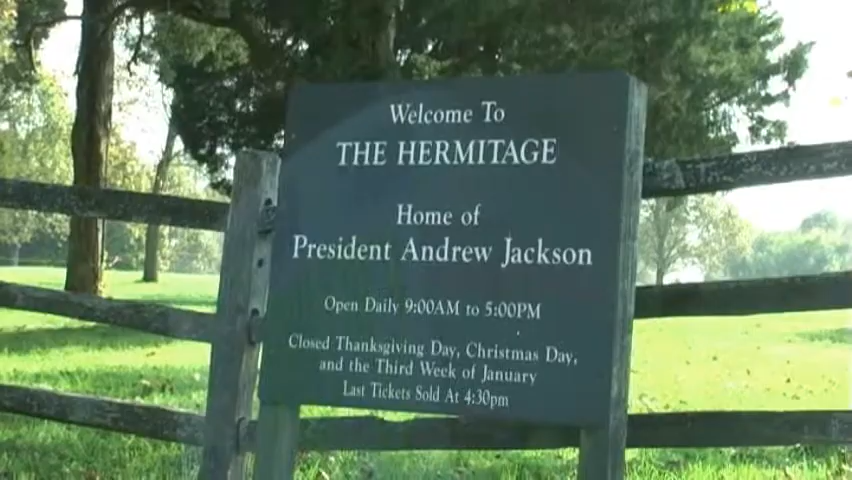 Welcome To
THE HERMITAGE
Home of
President Andrew Jackson
Open Daily 9:00AM to 5:00PM
Closed Thanksgiving Day, Christmas Day,
and the Third Week of January
Last Tickets Sold At 4:30pm